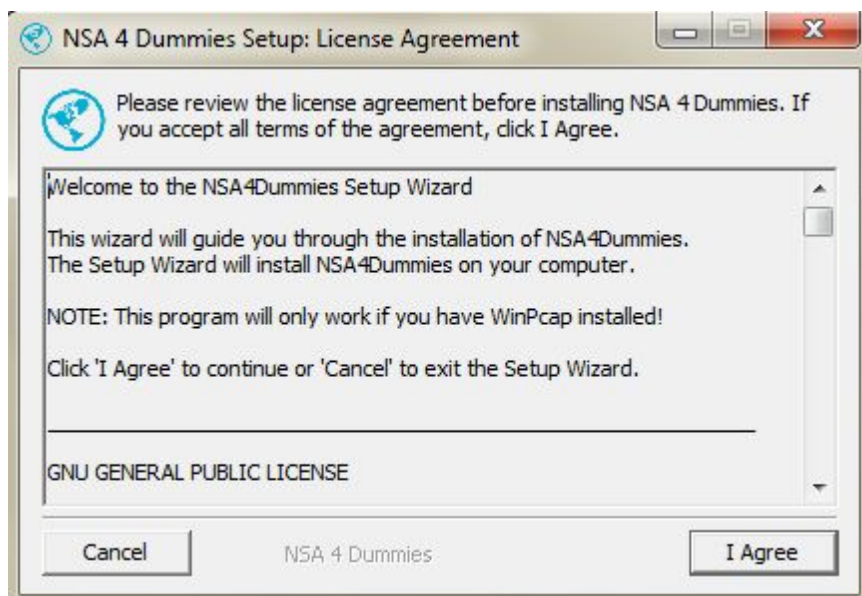 NSA 4 Dummies Setup: License Agreement
Please review the license agreement before installing NSA 4 Dummies. If
you accept all terms of the agreement, click I Agree.
Welcome to the NSA4Dummies Setup Wizard
This wizard will guide you through the installation of NSA4Dummies.
The Setup Wizard will install NSA4Dummies on your computer.
NOTE: This program will only work if you have WinPcap installed!
Click 'I Agree' to continue or 'Cancel' to exit the Setup Wizard.
GNU GENERAL PUBLIC LICENSE
Cancel NSA 4 Dummies I Agree